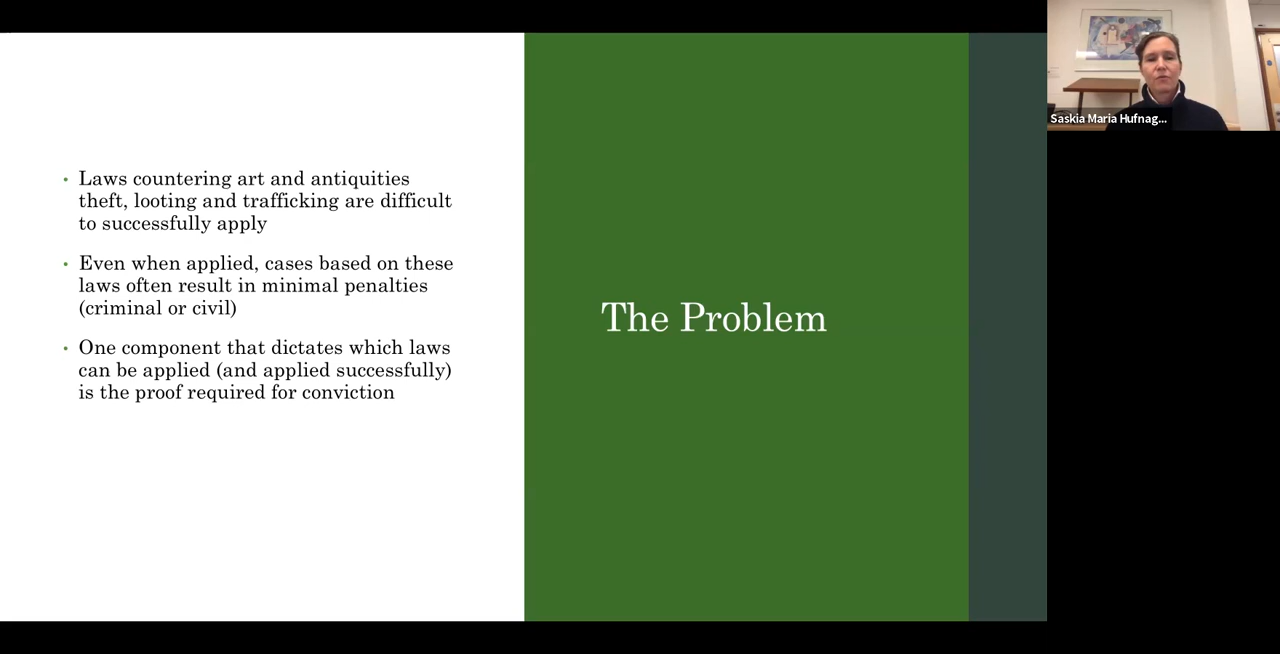 • Laws countering art and antiquities
theft, looting and trafficking are difficult
to successfully apply
• Even when applied, cases based on these
laws often result in minimal penalties
(criminal or civil)
• One component that dictates which laws
can be applied (and applied successfully)
is the proof required for conviction
The Problem
Saskia Maria Hufnag...